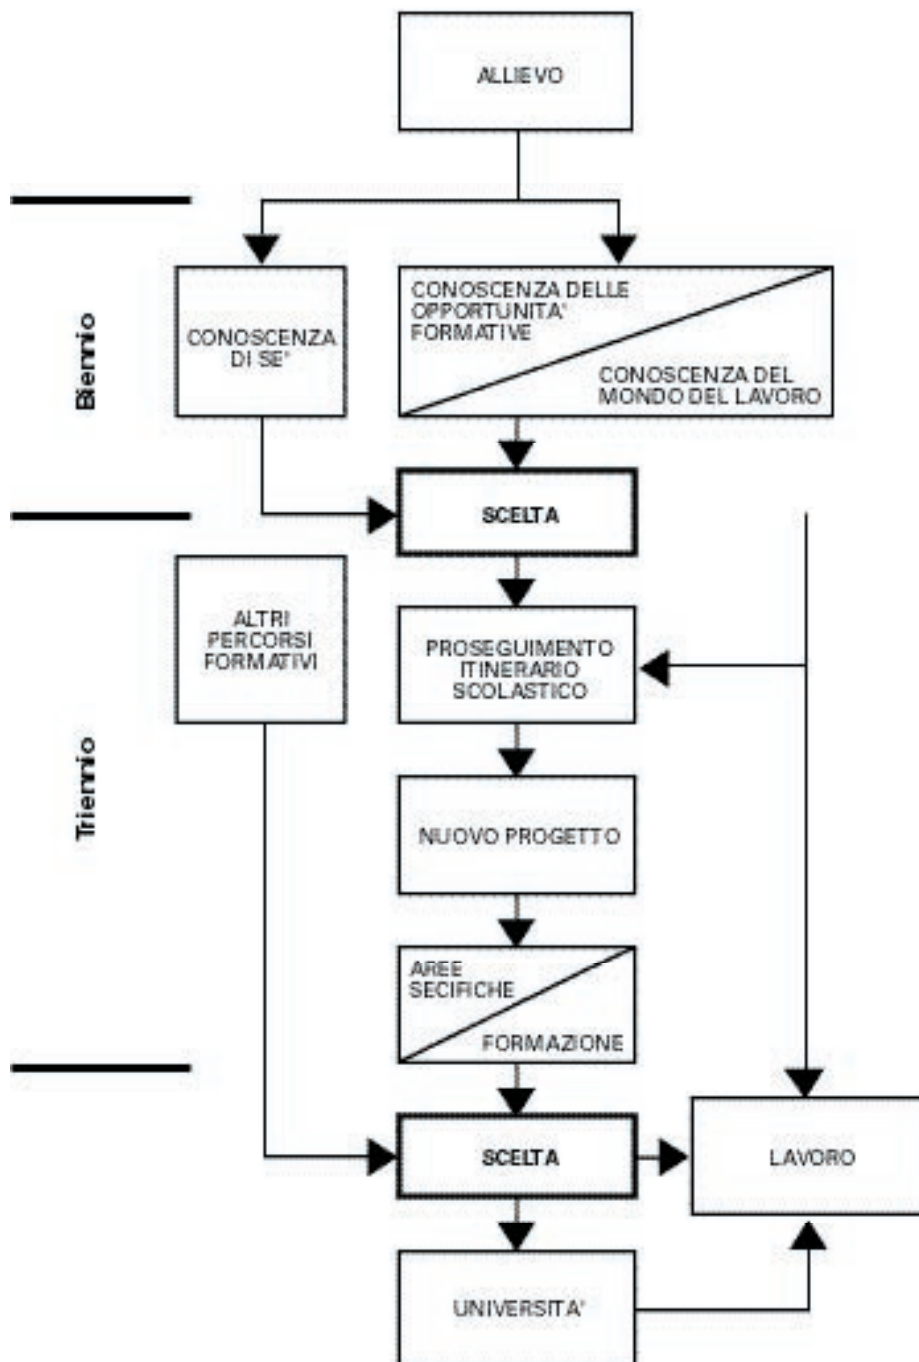 ALLIEVO
Biennio
CONOSCENZA
DI SE'
CONOSCENZA DELLE
OPPORTUNITA'
FORMATIVE
CONOSCENZA DEL
MONDO DEL LAVORO
SCELTA
Triennio
ALTRI
PERCORSI
FORMATIVI
PROSEGUIMENTO
ITINERARIO
SCOLASTICO
NUOVO PROGETTO
AREE
SECIFICHE
FORMAZIONE
SCELTA
LAVORO
UNIVERSITA'